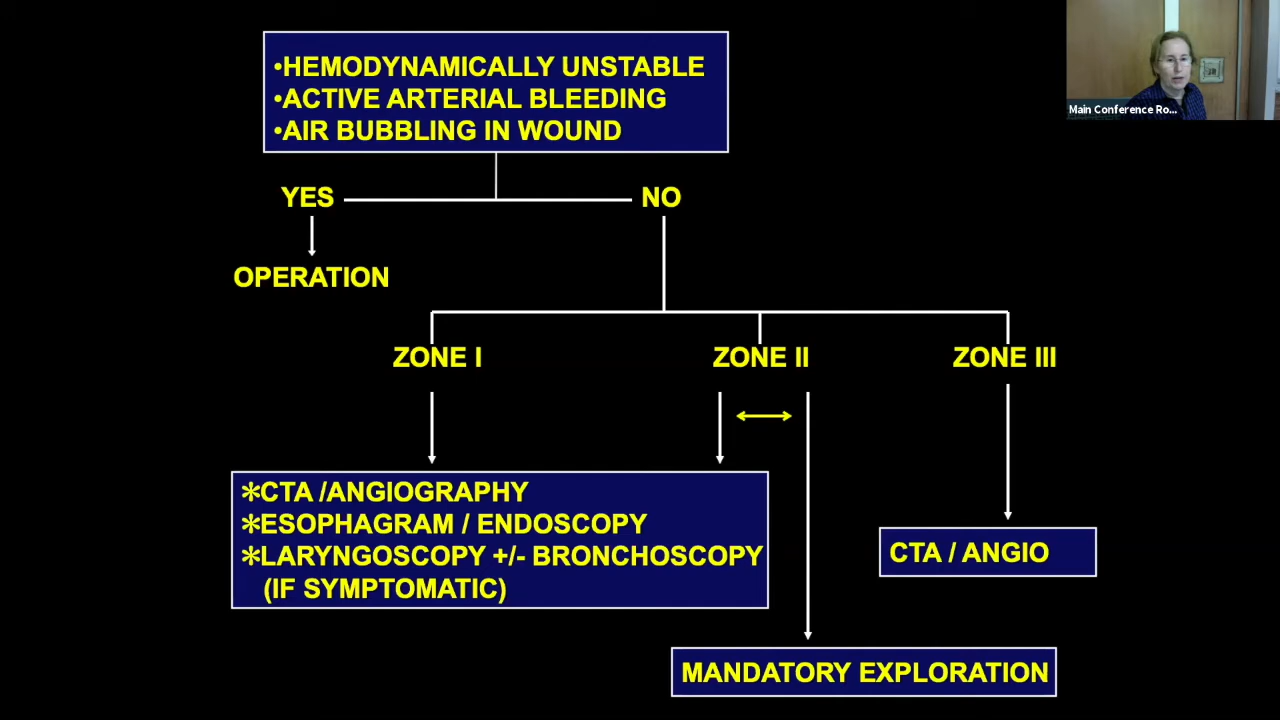 •HEMODYNAMICALLY UNSTABLE
•ACTIVE ARTERIAL BLEEDING
•AIR BUBBLING IN WOUND
Main Conference Ro...
YES
NO
OPERATION
ZONE I
ZONE II
ZONE III
*CTA /ANGIOGRAPHY
*ESOPHAGRAM / ENDOSCOPY
*LARYNGOSCOPY +/- BRONCHOSCOPY
(IF SYMPTOMATIC)
CTA / ANGIO
MANDATORY EXPLORATION